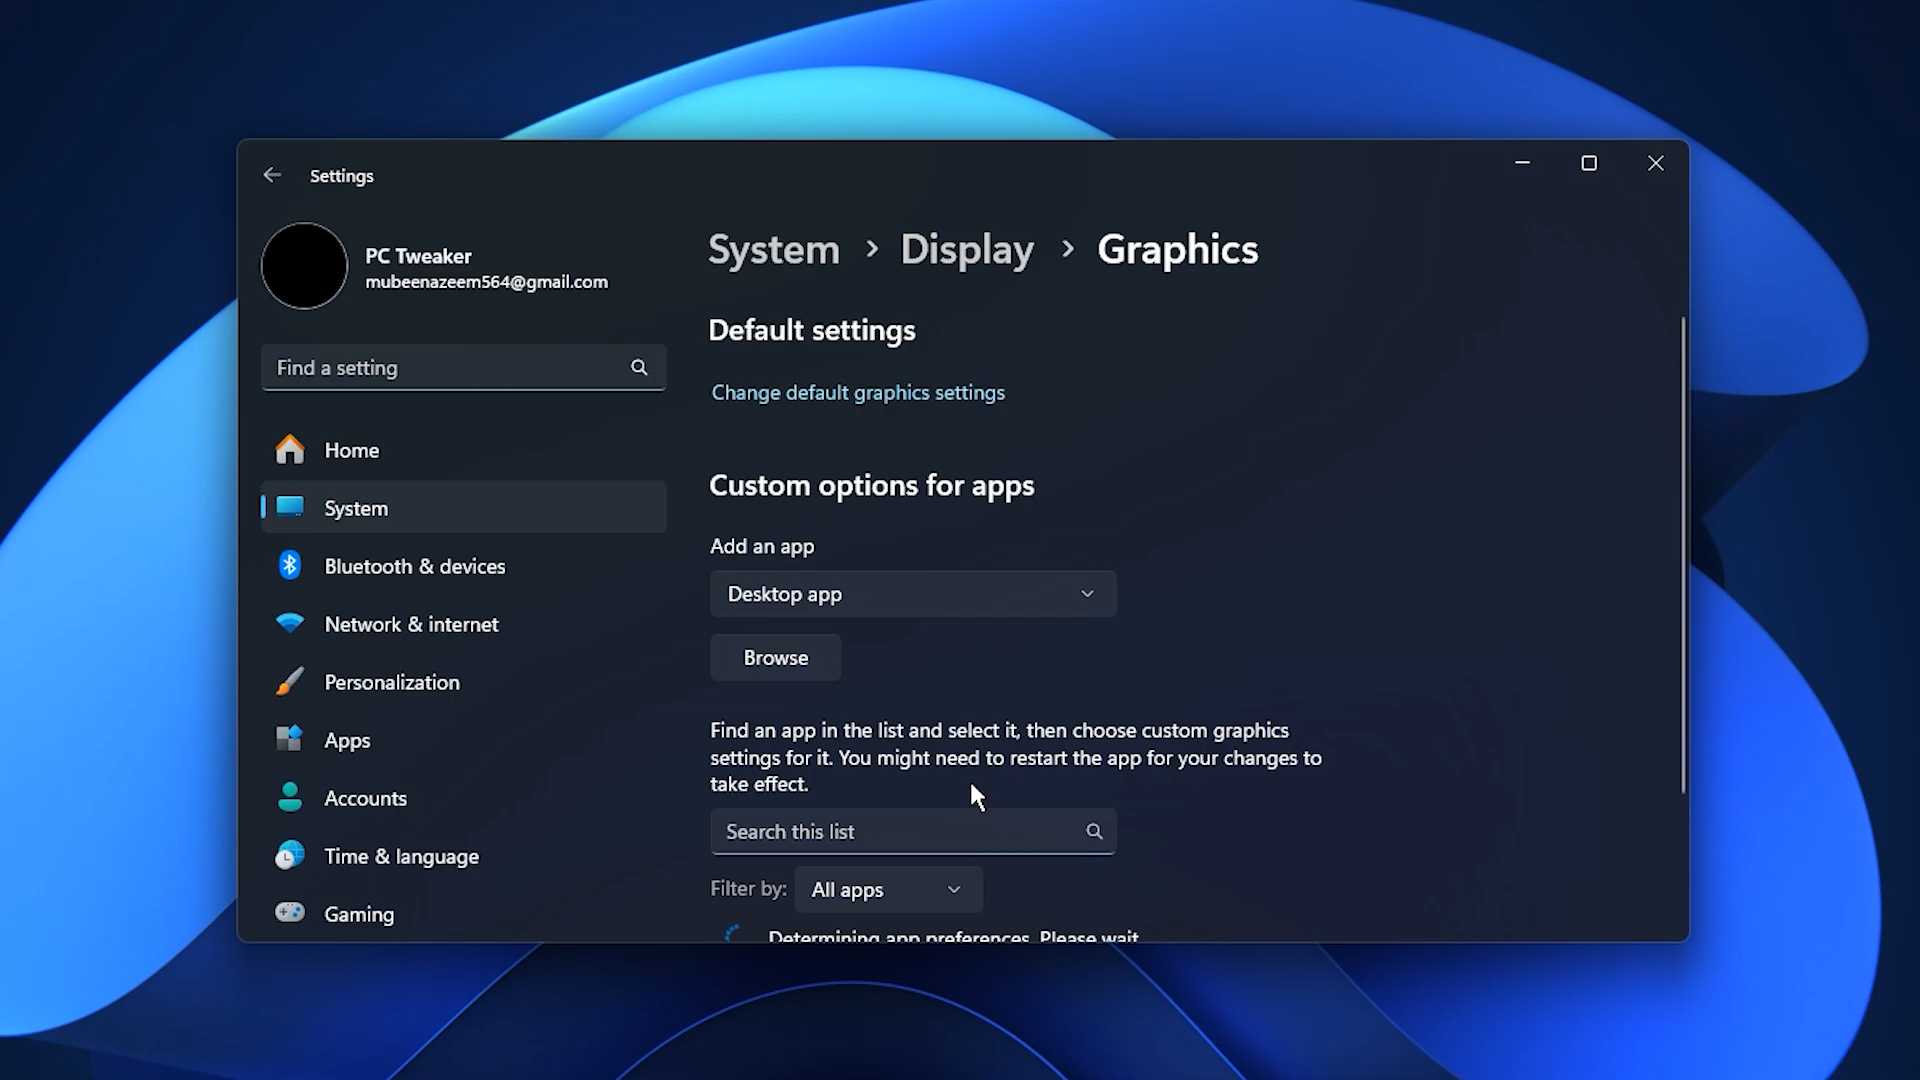 Settings
PC Tweaker
mubeenazeem564@gmail.com
Find a setting
Home
System
Bluetooth & devices
Network & internet
Personalization
Apps
Accounts
Time & language
Gaming
System > Display > Graphics
Default settings
Change default graphics settings
Custom options for apps
Add an app
Desktop app
Browse
Find an app in the list and select it, then choose custom graphics
settings for it. You might need to restart the app for your changes to
take effect.
Search this list
Filter by: All apps
Determining app preferences. Please wait